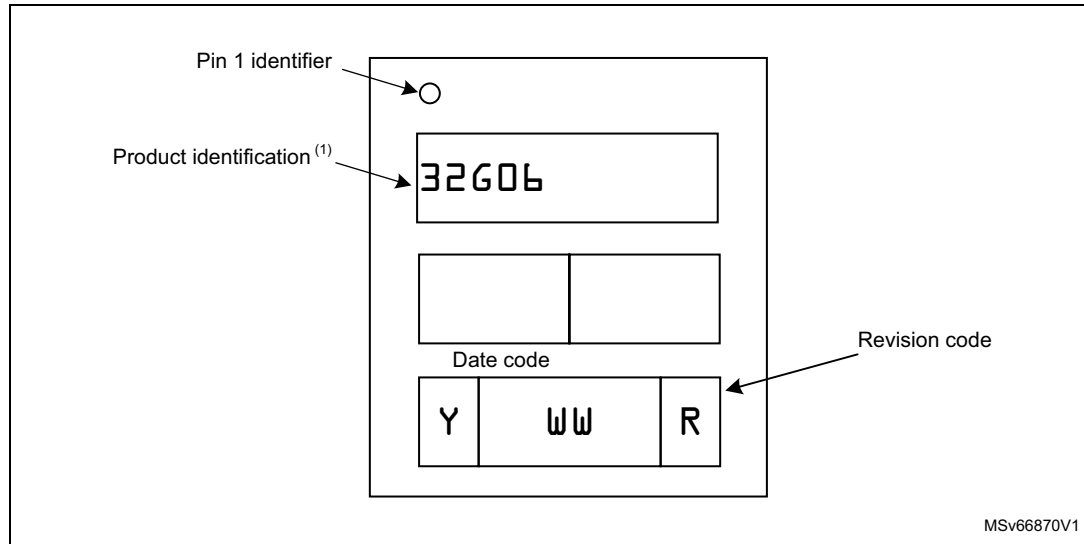 Pin 1 identifier
Product identification (1)
32G06
Revision code
Date code
Y WW R
MSv66870V1